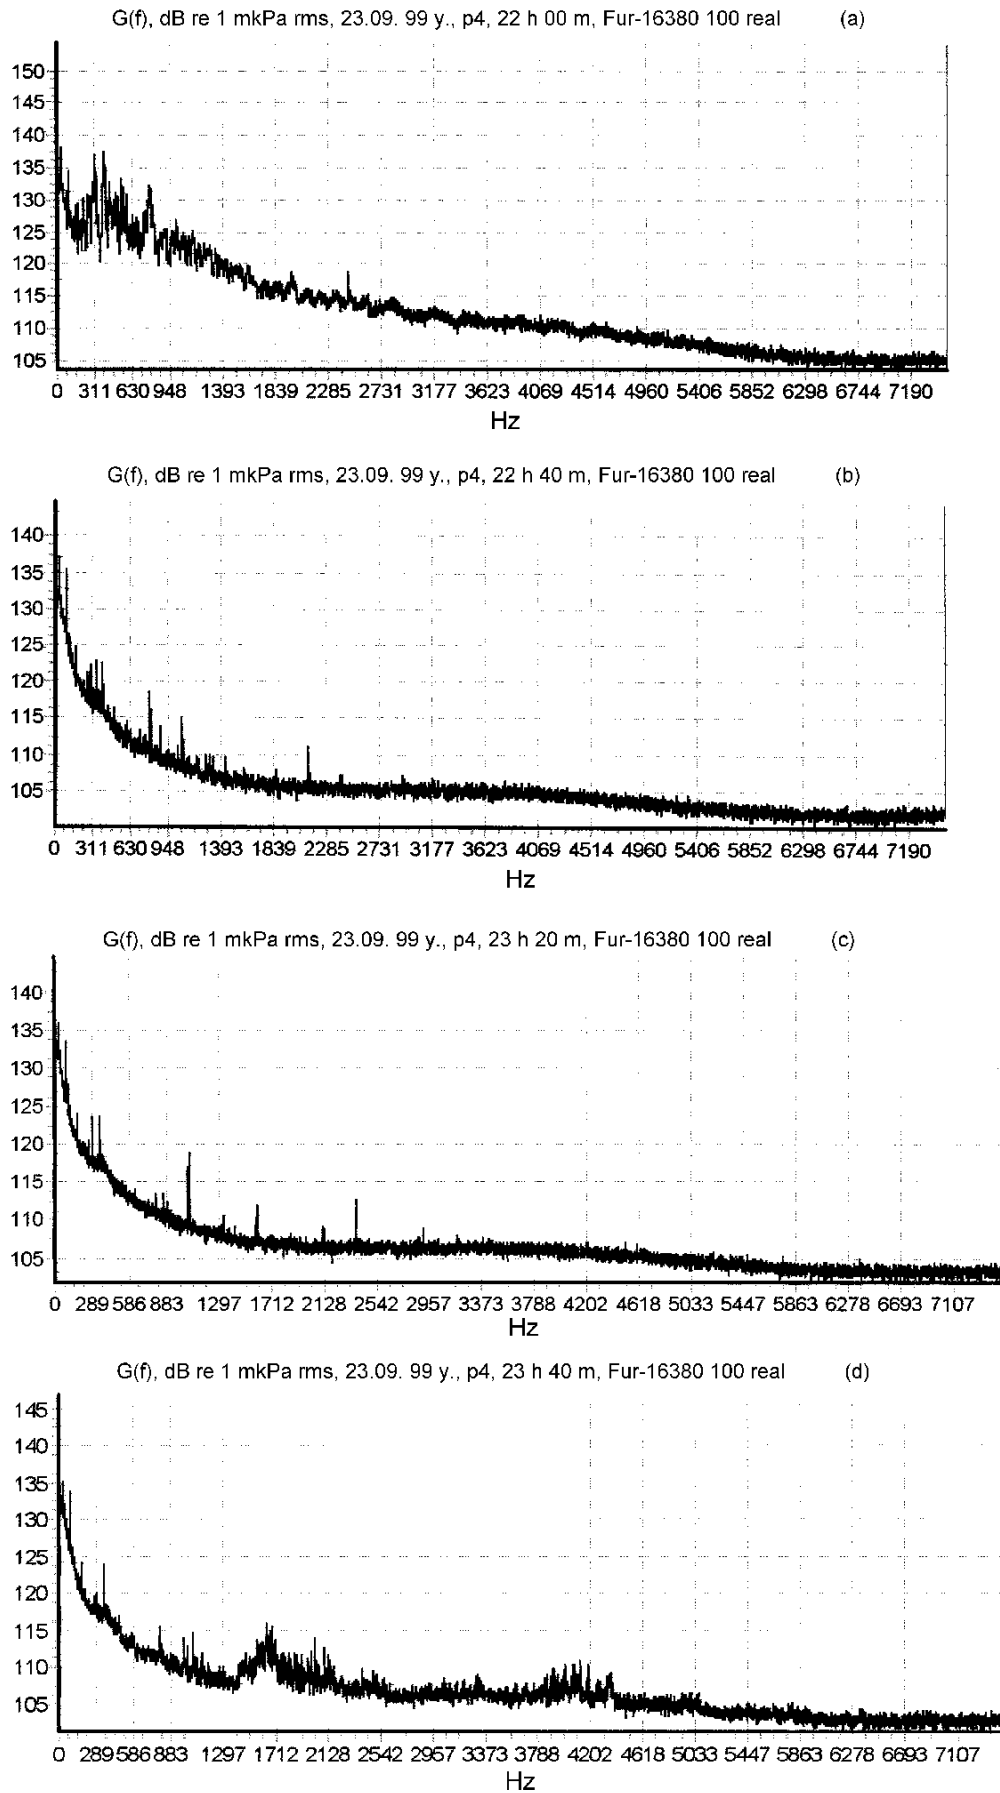 G(f), dB re 1 mkPa rms, 23.09. 99 y., p4, 22 h 00 m, Fur-16380 100 real (a)
150
145
140
135
130
125
120
115
110
105
0 311 630 948 1393 1839 2285 2731 3177 3623 4069 4514 4960 5406 5852 6298 6744 7190
Hz
G(f), dB re 1 mkPa rms, 23.09. 99 y., p4, 22 h 40 m, Fur-16380 100 real (b)
140
135
130
125
120
115
110
105
0 311 630 948 1393 1839 2285 2731 3177 3623 4069 4514 4960 5406 5852 6298 6744 7190
Hz
G(f), dB re 1 mkPa rms, 23.09. 99 y., p4, 23 h 20 m, Fur-16380 100 real (c)
140
135
130
125
120
115
110
105
0 289 586 883 1297 1712 2128 2542 2957 3373 3788 4202 4618 5033 5447 5863 6278 6693 7107
Hz
G(f), dB re 1 mkPa rms, 23.09. 99 y., p4, 23 h 40 m, Fur-16380 100 real (d)
145
140
135
130
125
120
115
110
105
0 289 586 883 1297 1712 2128 2542 2957 3373 3788 4202 4618 5033 5447 5863 6278 6693 7107
Hz